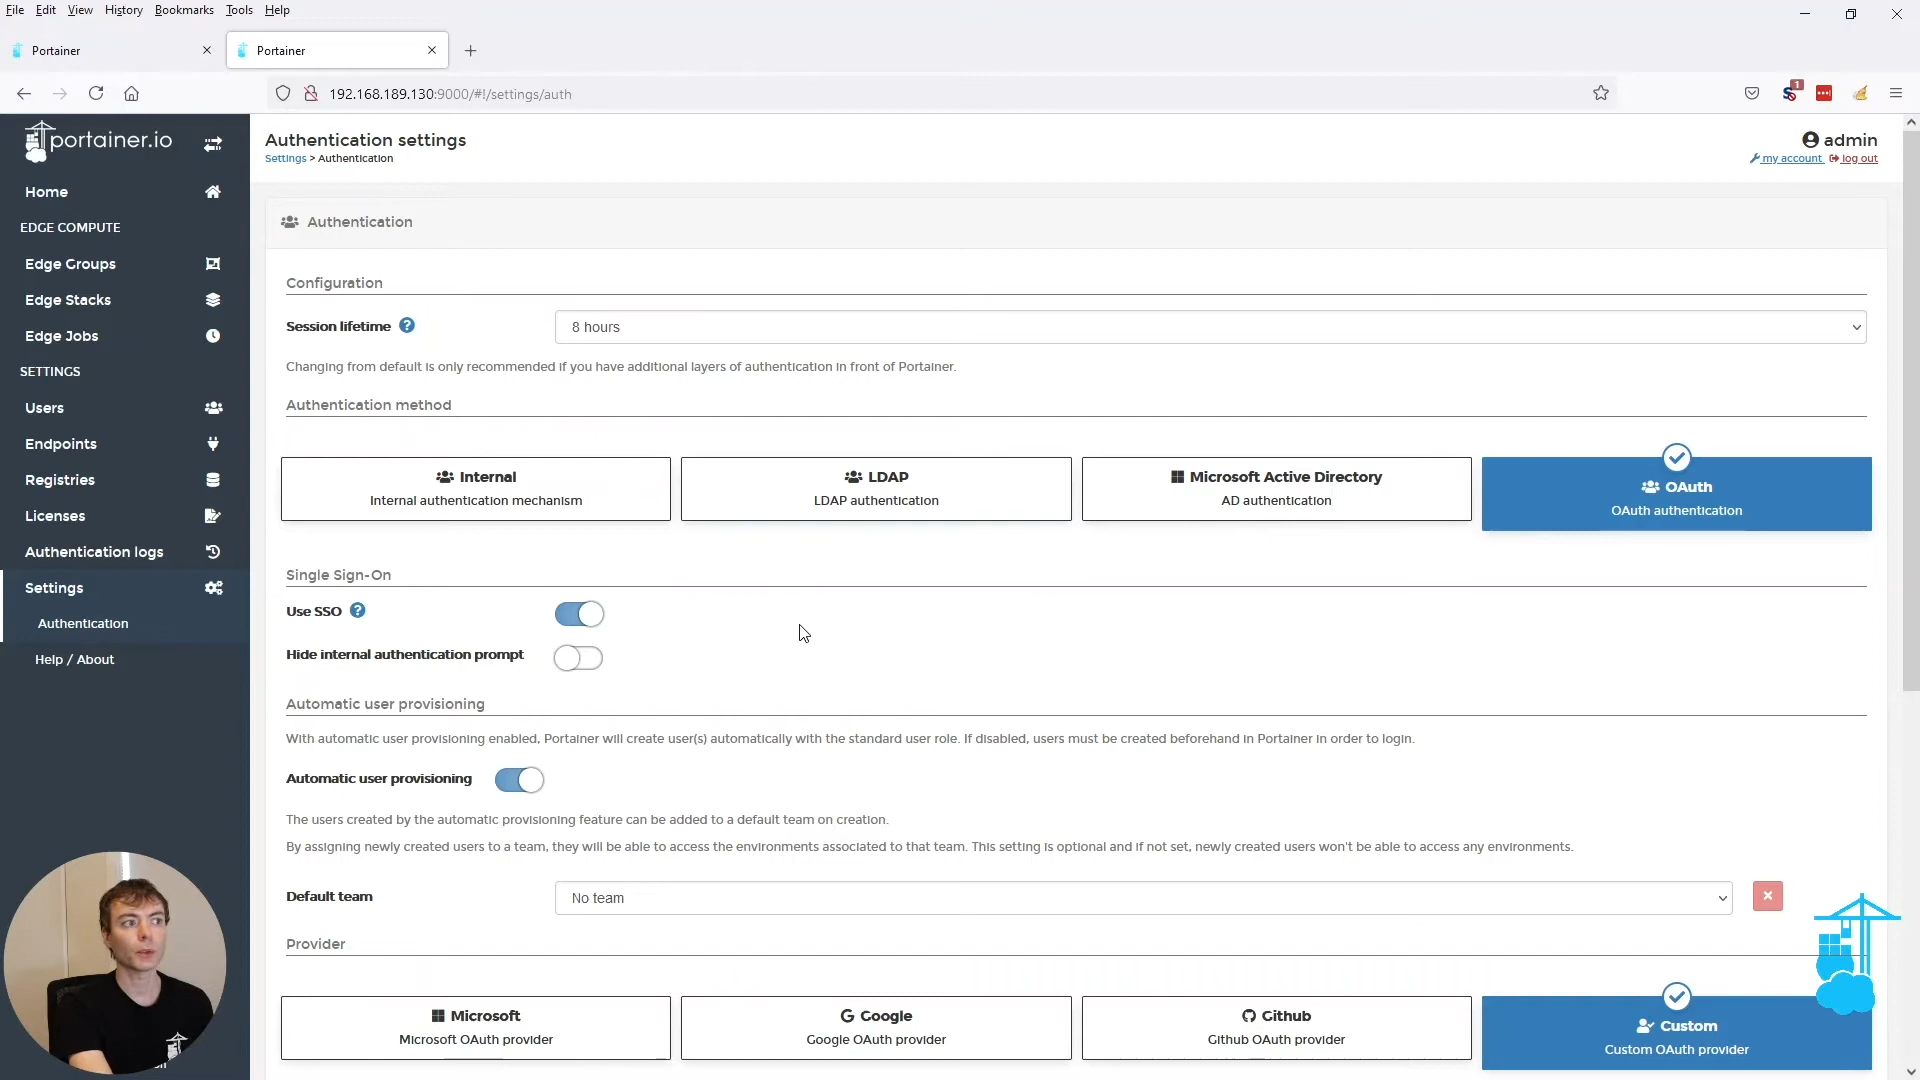 File Edit View History Bookmarks Tools Help
Portainer
Portainer
192.168.189.130:9000/#!/settings/auth
1
portainer.io
Authentication settings
Settings > Authentication
admin
my account log out
Home
EDGE COMPUTE
Edge Groups
Edge Stacks
Edge Jobs
SETTINGS
Users
Endpoints
Registries
Licenses
Authentication logs
Settings
Authentication
Help / About
Authentication
Configuration
Session lifetime
8 hours
Changing from default is only recommended if you have additional layers of authentication in front of Portainer.
Authentication method
Internal
Internal authentication mechanism
LDAP
LDAP authentication
Microsoft Active Directory
AD authentication
OAuth
OAuth authentication
Single Sign-On
Use SSO
Hide internal authentication prompt
Automatic user provisioning
With automatic user provisioning enabled, Portainer will create user(s) automatically with the standard user role. If disabled, users must be created beforehand in Portainer in order to login.
Automatic user provisioning
The users created by the automatic provisioning feature can be added to a default team on creation.
By assigning newly created users to a team, they will be able to access the environments associated to that team. This setting is optional and if not set, newly created users won't be able to access any environments.
Default team
No team
Provider
Microsoft
Microsoft OAuth provider
Google
Google OAuth provider
Github
Github OAuth provider
Custom
Custom OAuth provider